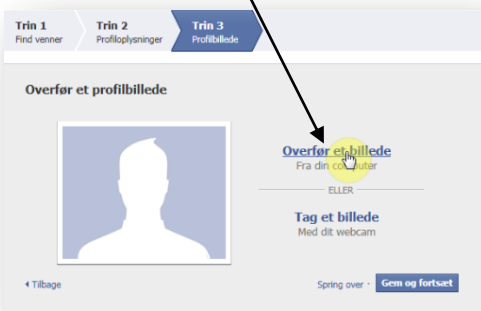 Trin 1
Find venner
Trin 2
Profiloplysninger
Trin 3
Profilbillede
Overfør et profilbillede
Overfør et billede
Fra din computer
ELLER
Tag et billede
Med dit webcam
Tilbage
Spring over · Gem og fortsæt